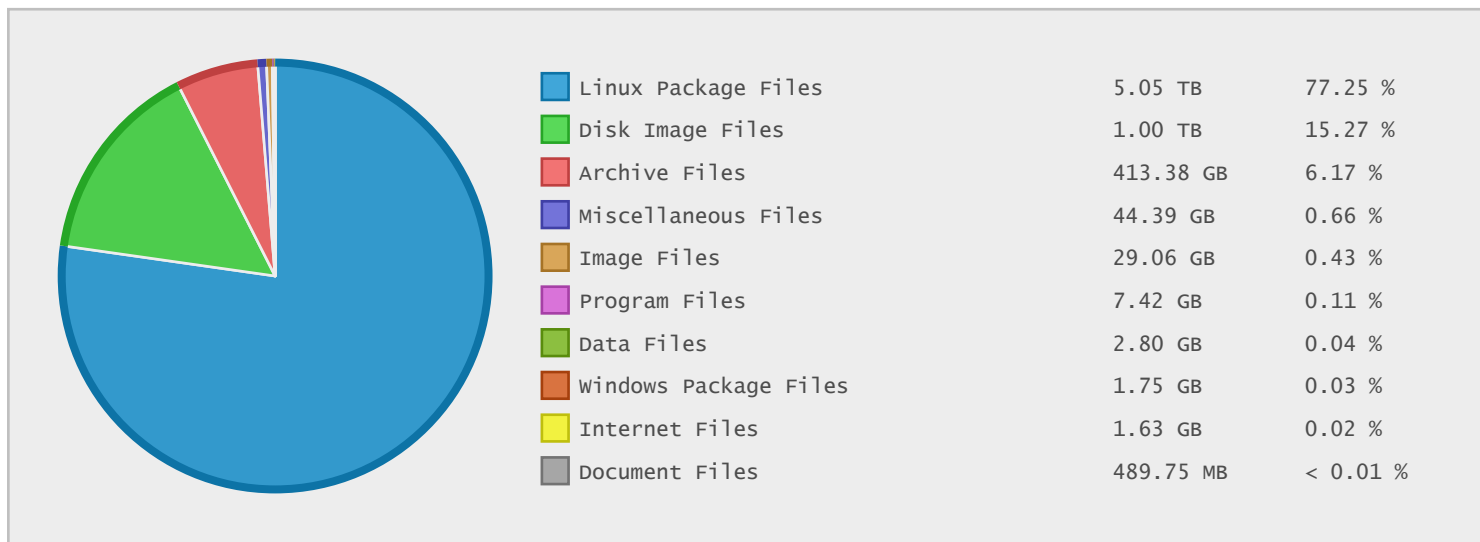 Linux Package Files 5.05 TB 77.25 %
Disk Image Files 1.00 TB 15.27 %
Archive Files 413.38 GB 6.17 %
Miscellaneous Files 44.39 GB 0.66 %
Image Files 29.06 GB 0.43 %
Program Files 7.42 GB 0.11 %
Data Files 2.80 GB 0.04 %
Windows Package Files 1.75 GB 0.03 %
Internet Files 1.63 GB 0.02 %
Document Files 489.75 MB < 0.01 %